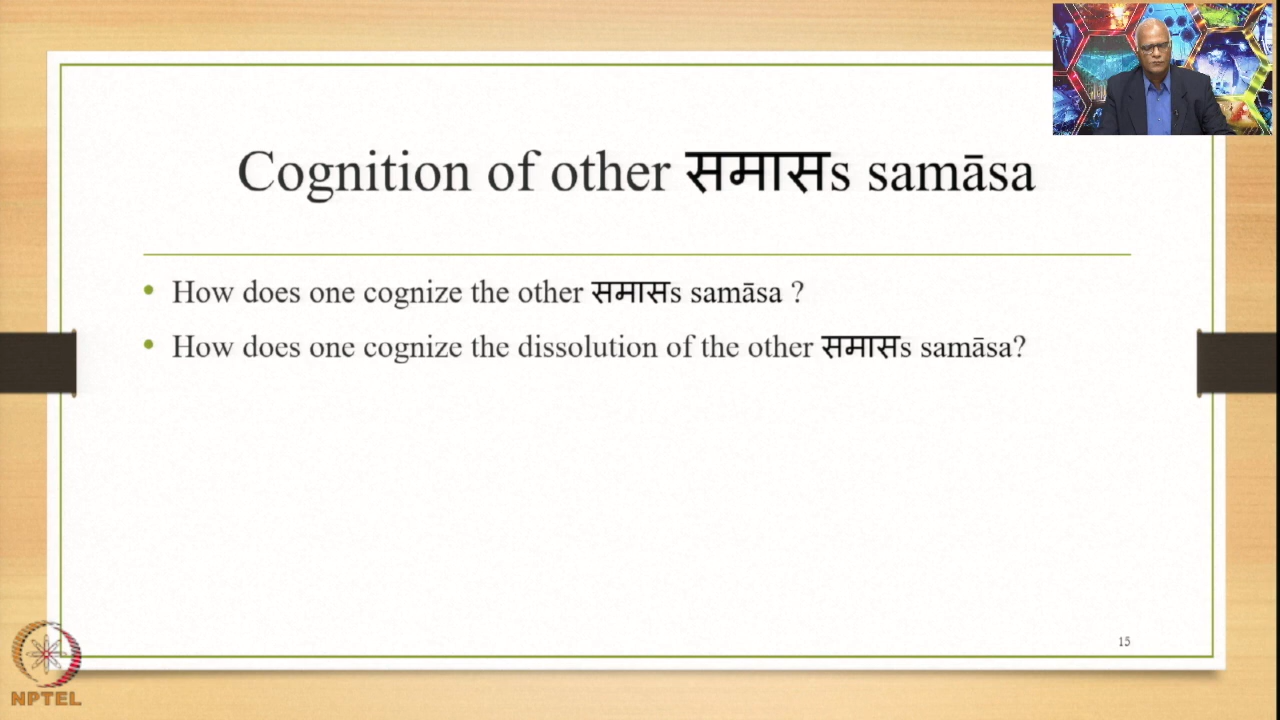 Cognition of other समासs samāsa
• How does one cognize the other समासs samāsa ?
• How does one cognize the dissolution of the other समासs samāsa?
15
NPTEL